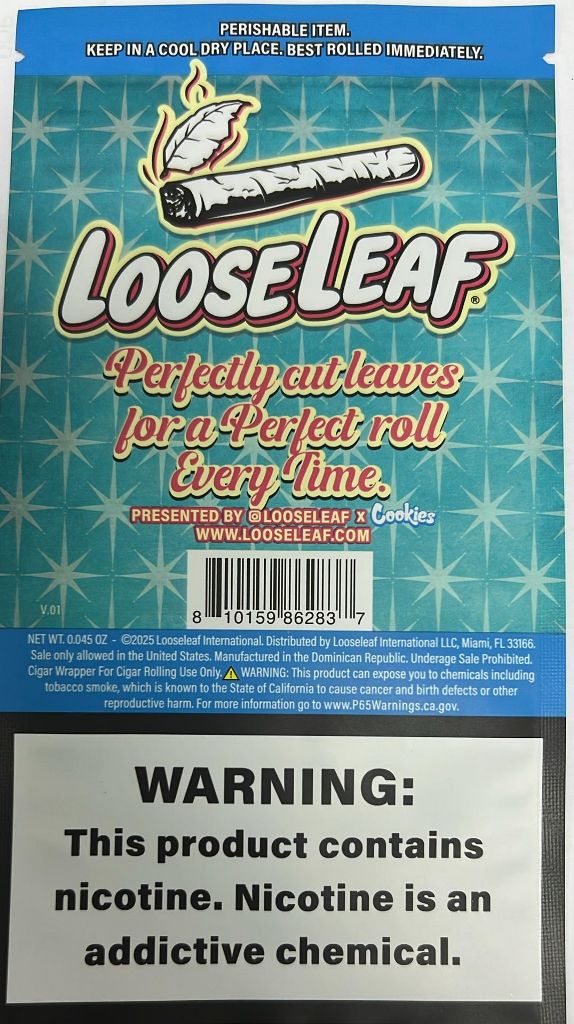 PERISHABLE ITEM.
KEEP IN A COOL DRY PLACE. BEST ROLLED IMMEDIATELY.
LOOSELEAF®
Perfectly cut leaves
for a Perfect roll
Every Time.
PRESENTED BY LOOSELEAF X Cookies
WWW.LOOSELEAF.COM
8 10159 86283 7
V.01
NET WT. 0.045 OZ - ©2025 Looseleaf International. Distributed by Looseleaf International LLC, Miami, FL 33166.
Sale only allowed in the United States. Manufactured in the Dominican Republic. Underage Sale Prohibited.
Cigar Wrapper For Cigar Rolling Use Only. ⚠ WARNING: This product can expose you to chemicals including
tobacco smoke, which is known to the State of California to cause cancer and birth defects or other
reproductive harm. For more information go to www.P65Warnings.ca.gov.
WARNING:
This product contains
nicotine. Nicotine is an
addictive chemical.